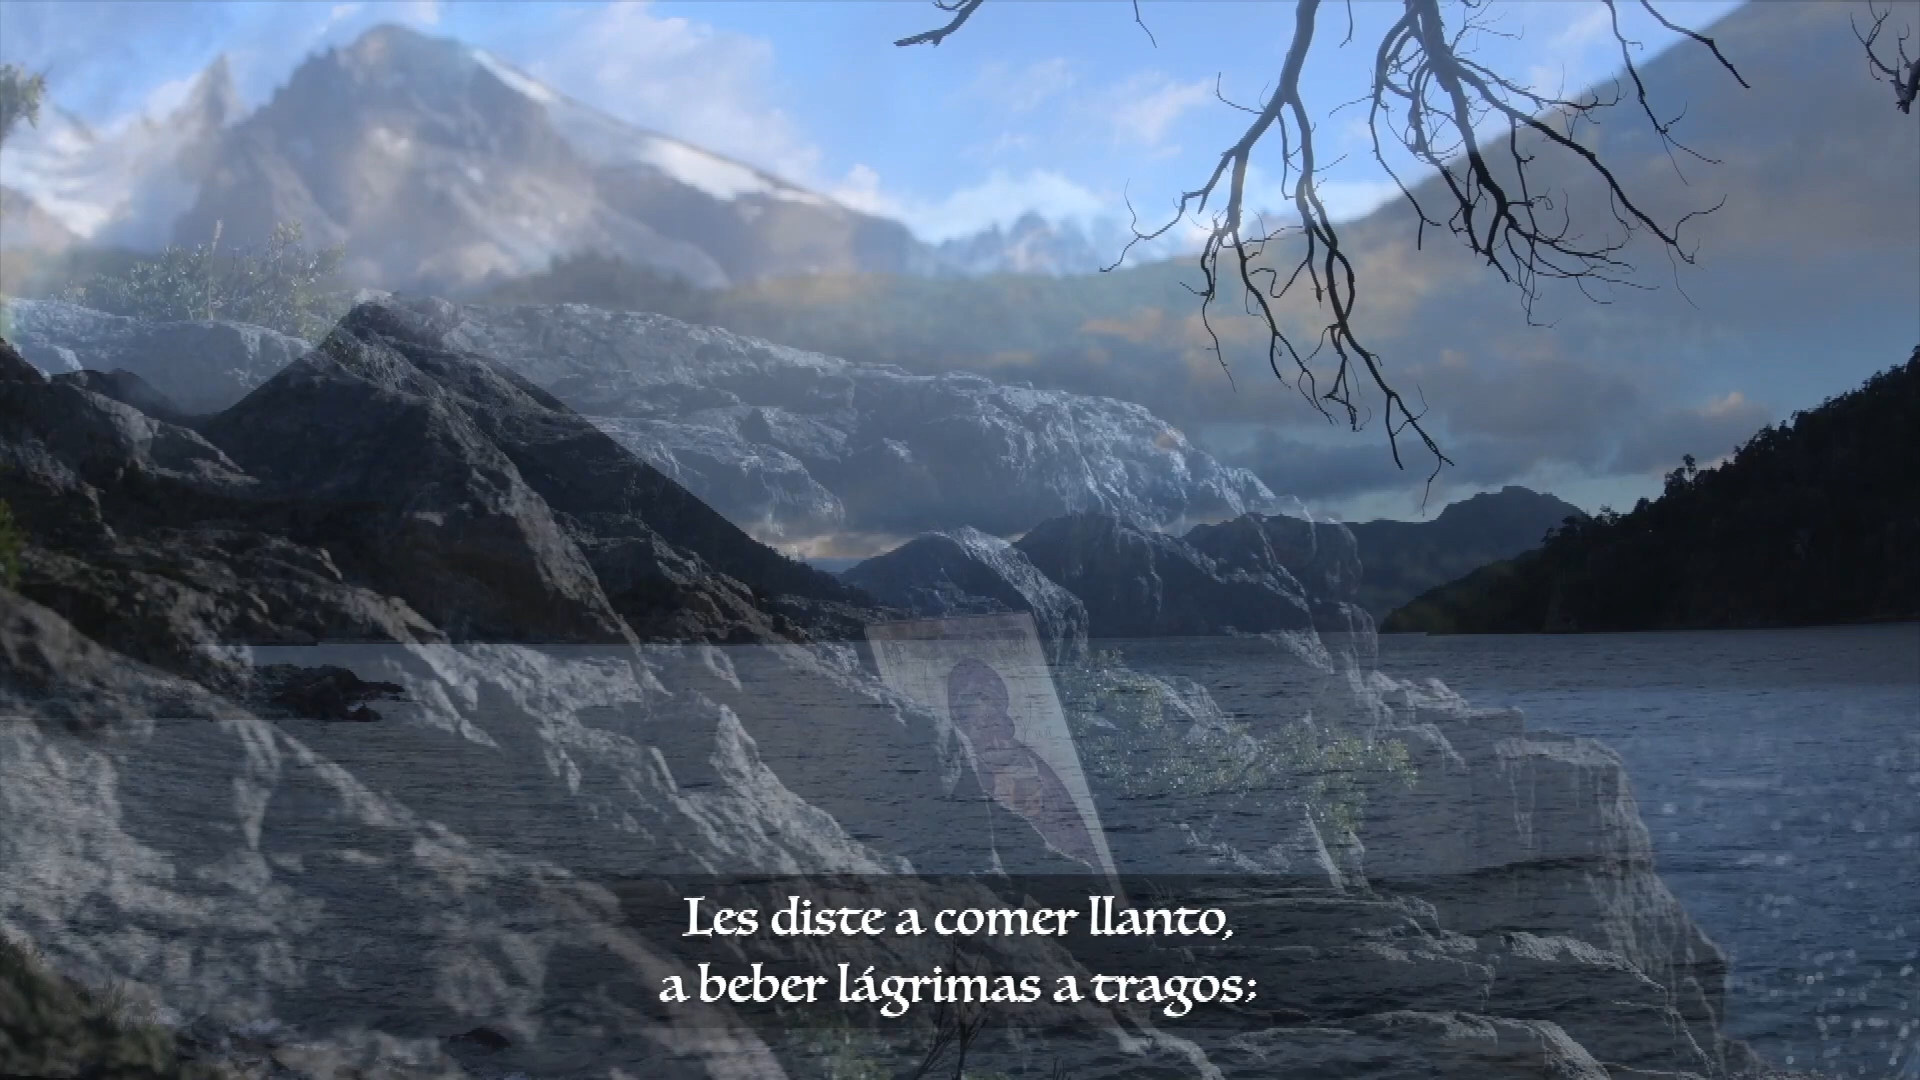 Les diste a comer llanto,
a beber lágrimas a tragos;